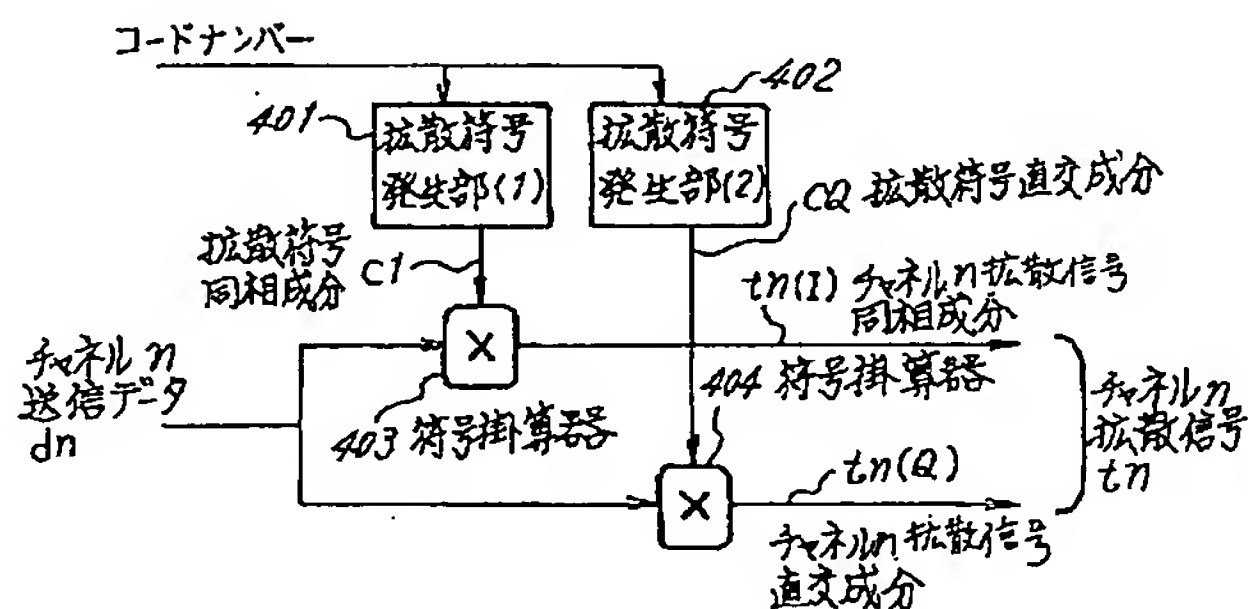 コードナンバー
401
拡散符号
発生部(1)
402
拡散符号
発生部(2)
CQ 拡散符号直交成分
拡散符号
同相成分
C1
tn(I) チャネルn拡散信号
同相成分
チャネルn
送信データ
dn
×
403 符号掛算器
404 符号掛算器
×
tn(Q)
チャネルn拡散信号
直交成分
チャネルn
拡散信号
tn